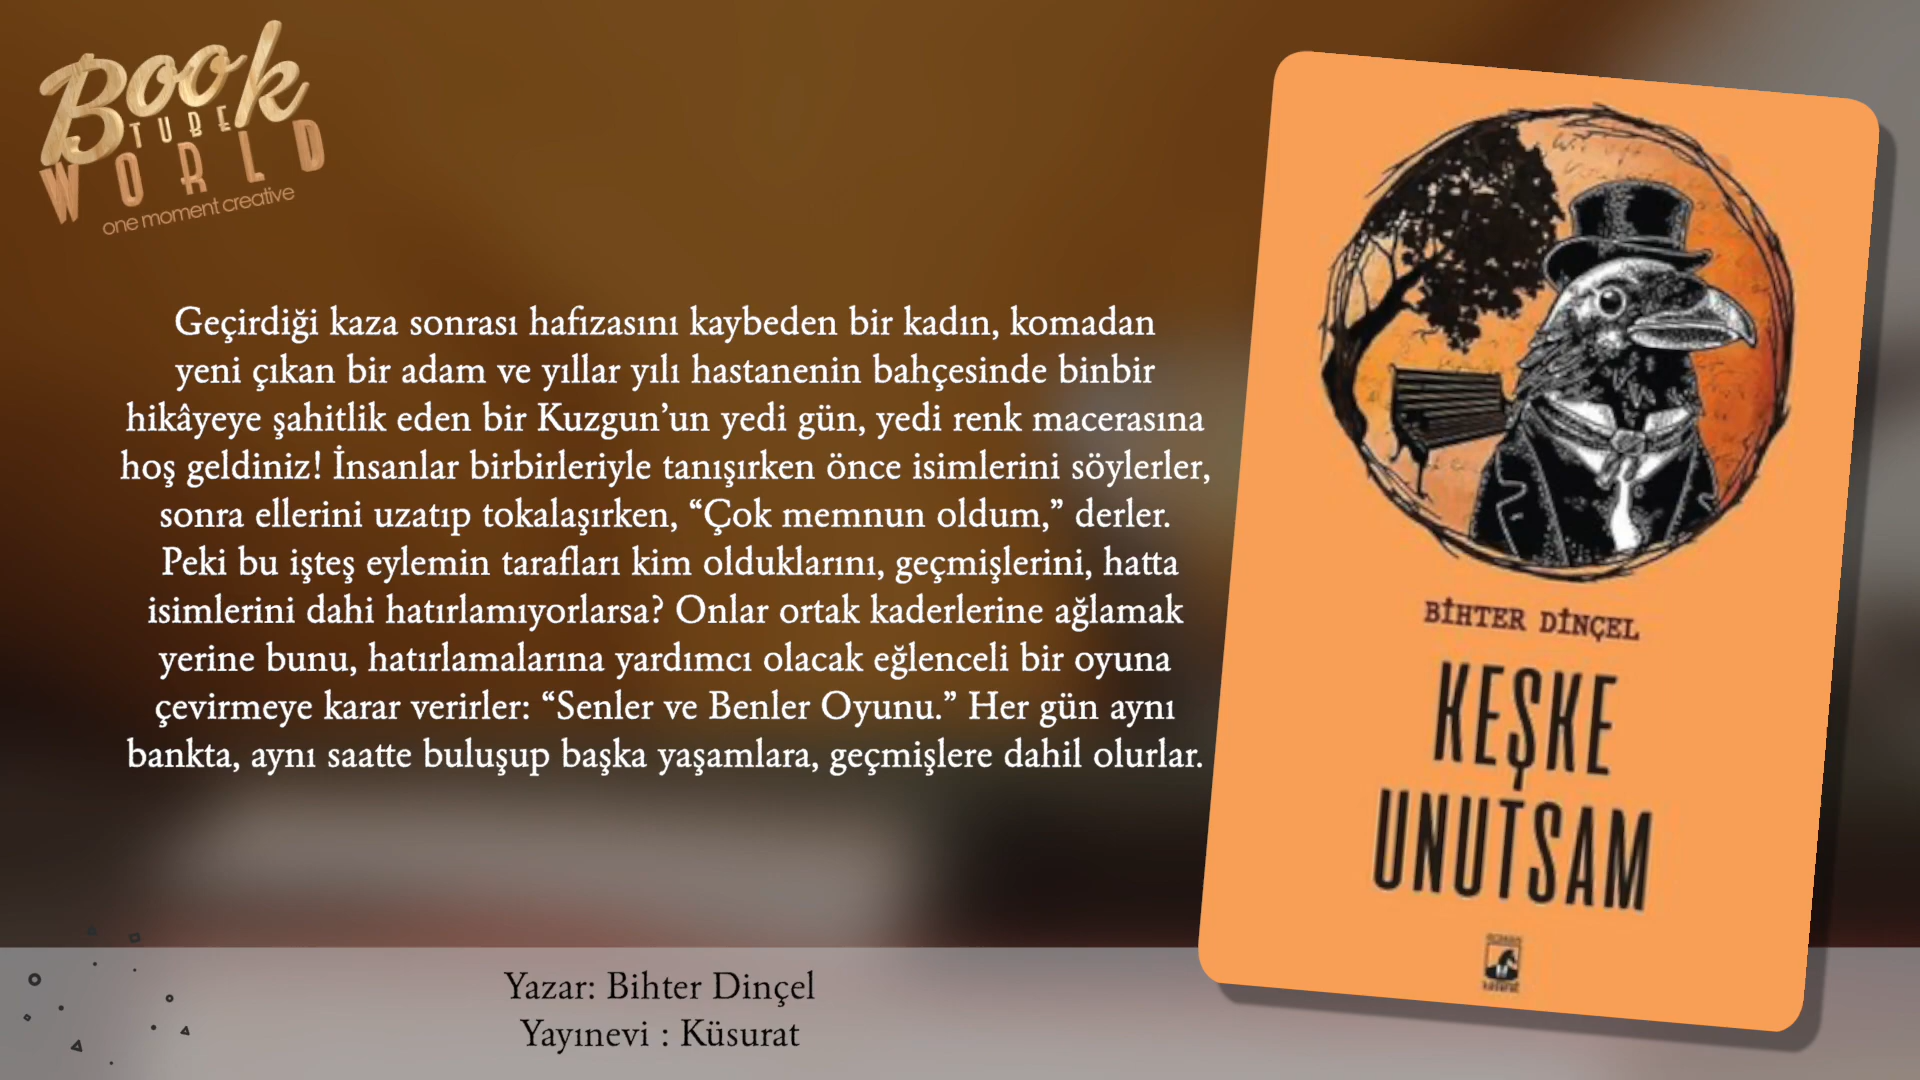 Book
TUBE
WORLD
one moment creative
Geçirdiği kaza sonrası hafızasını kaybeden bir kadın, komadan
yeni çıkan bir adam ve yıllar yılı hastanenin bahçesinde binbir
hikâyeye şahitlik eden bir Kuzgun’un yedi gün, yedi renk macerasına
hoş geldiniz! İnsanlar birbirleriyle tanışırken önce isimlerini söylerler,
sonra ellerini uzatıp tokalaşırken, “Çok memnun oldum,” derler.
Peki bu işteş eylemin tarafları kim olduklarını, geçmişlerini, hatta
isimlerini dahi hatırlamıyorlarsa? Onlar ortak kaderlerine ağlamak
yerine bunu, hatırlamalarına yardımcı olacak eğlenceli bir oyuna
çevirmeye karar verirler: “Senler ve Benler Oyunu.” Her gün aynı
bankta, aynı saatte buluşup başka yaşamlara, geçmişlere dahil olurlar.
BİHTER DİNÇEL
KEŞKE
UNUTSAM
Yazar: Bihter Dinçel
Yayınevi : Küsurat